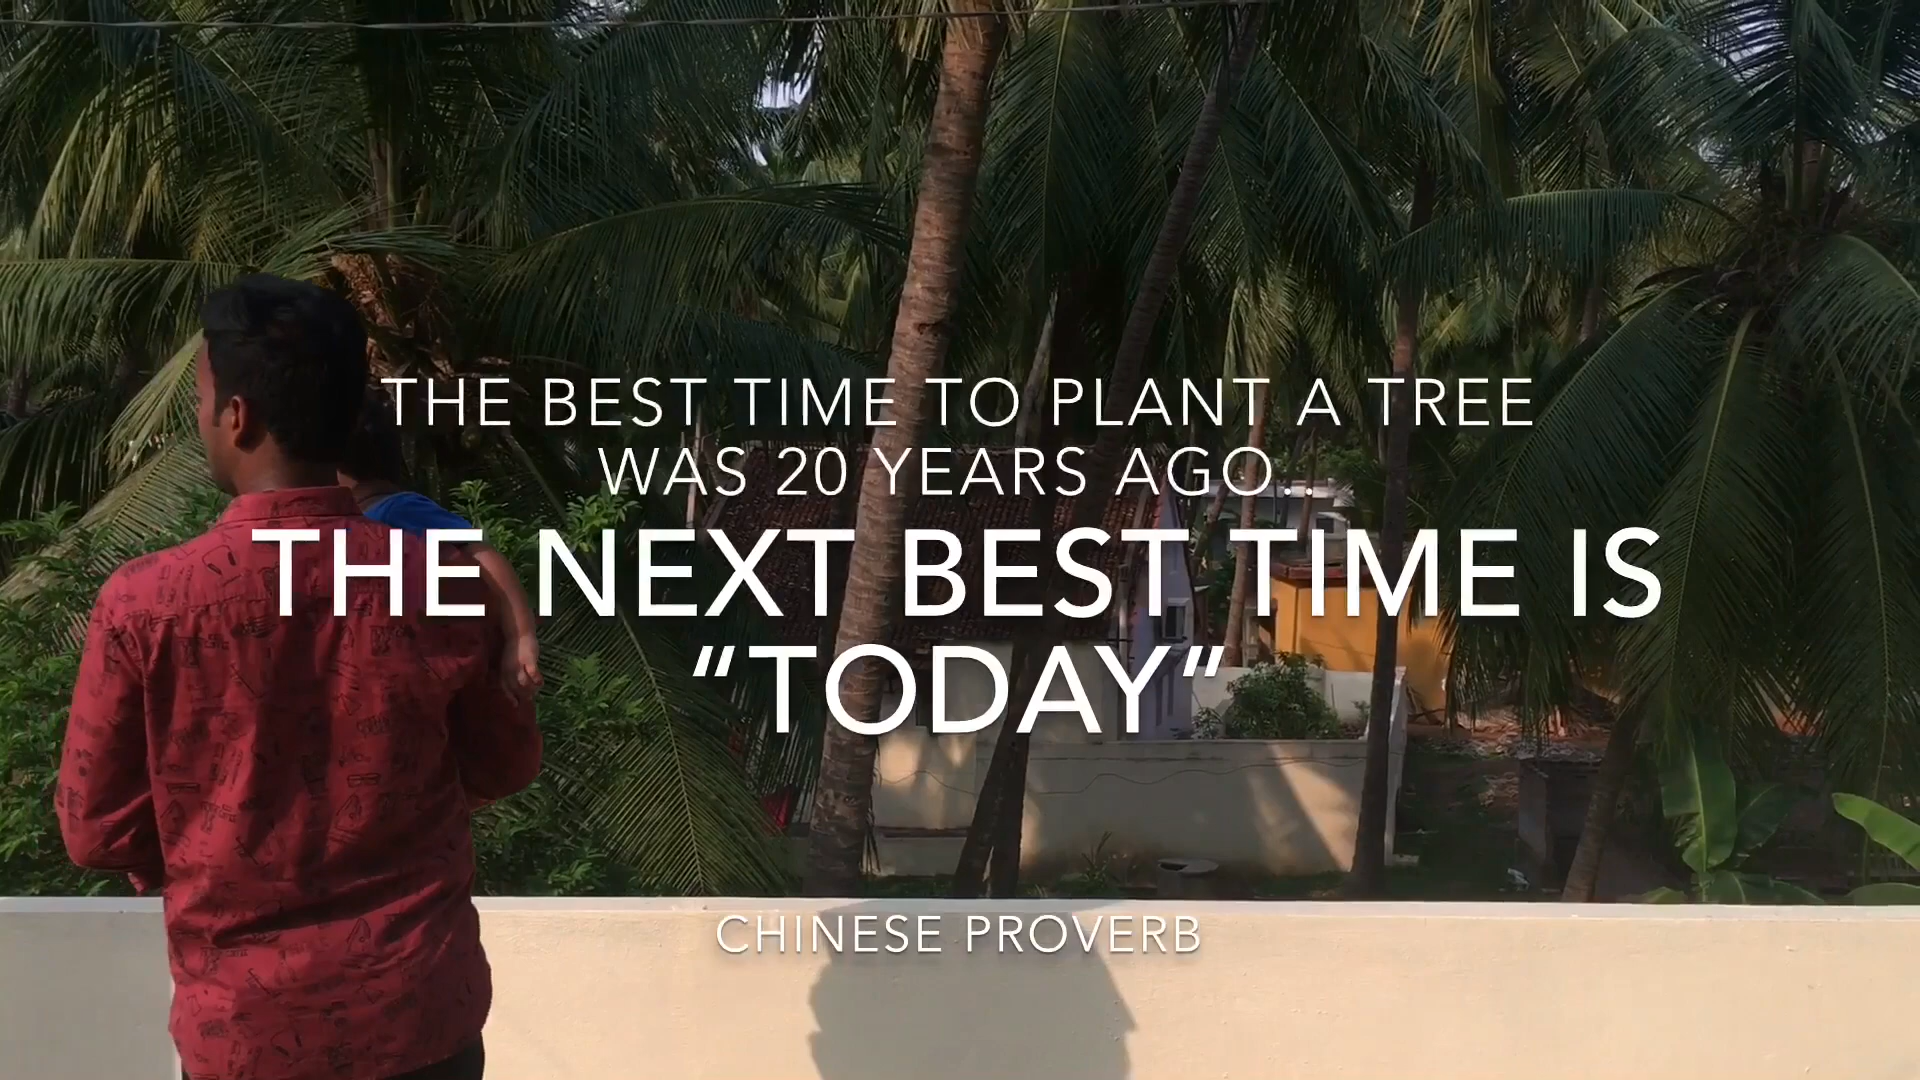 THE BEST TIME TO PLANT A TREE
WAS 20 YEARS AGO..
THE NEXT BEST TIME IS
“TODAY”
CHINESE PROVERB